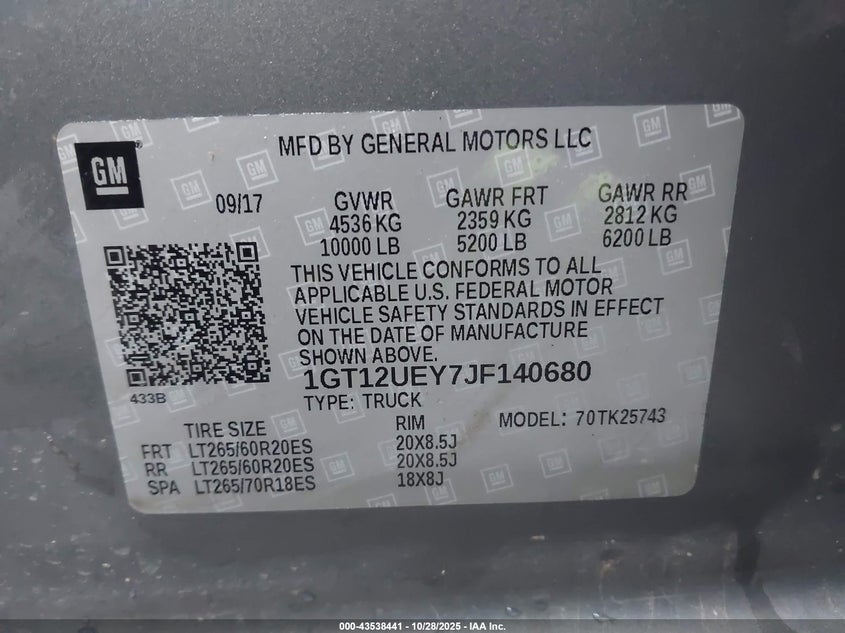 GM
MFD BY GENERAL MOTORS LLC
09/17
GVWR GAWR FRT GAWR RR
4536 KG 2359 KG 2812 KG
10000 LB 5200 LB 6200 LB
THIS VEHICLE CONFORMS TO ALL
APPLICABLE U.S. FEDERAL MOTOR
VEHICLE SAFETY STANDARDS IN EFFECT
ON THE DATE OF MANUFACTURE
SHOWN ABOVE.
433B
1GT12UEY7JF140680
TYPE: TRUCK MODEL: 70TK25743
TIRE SIZE RIM
FRT LT265/60R20ES 20X8.5J
RR LT265/60R20ES 20X8.5J
SPA LT265/70R18ES 18X8J
000-43538441 | 10/28/2025 - IAA Inc.